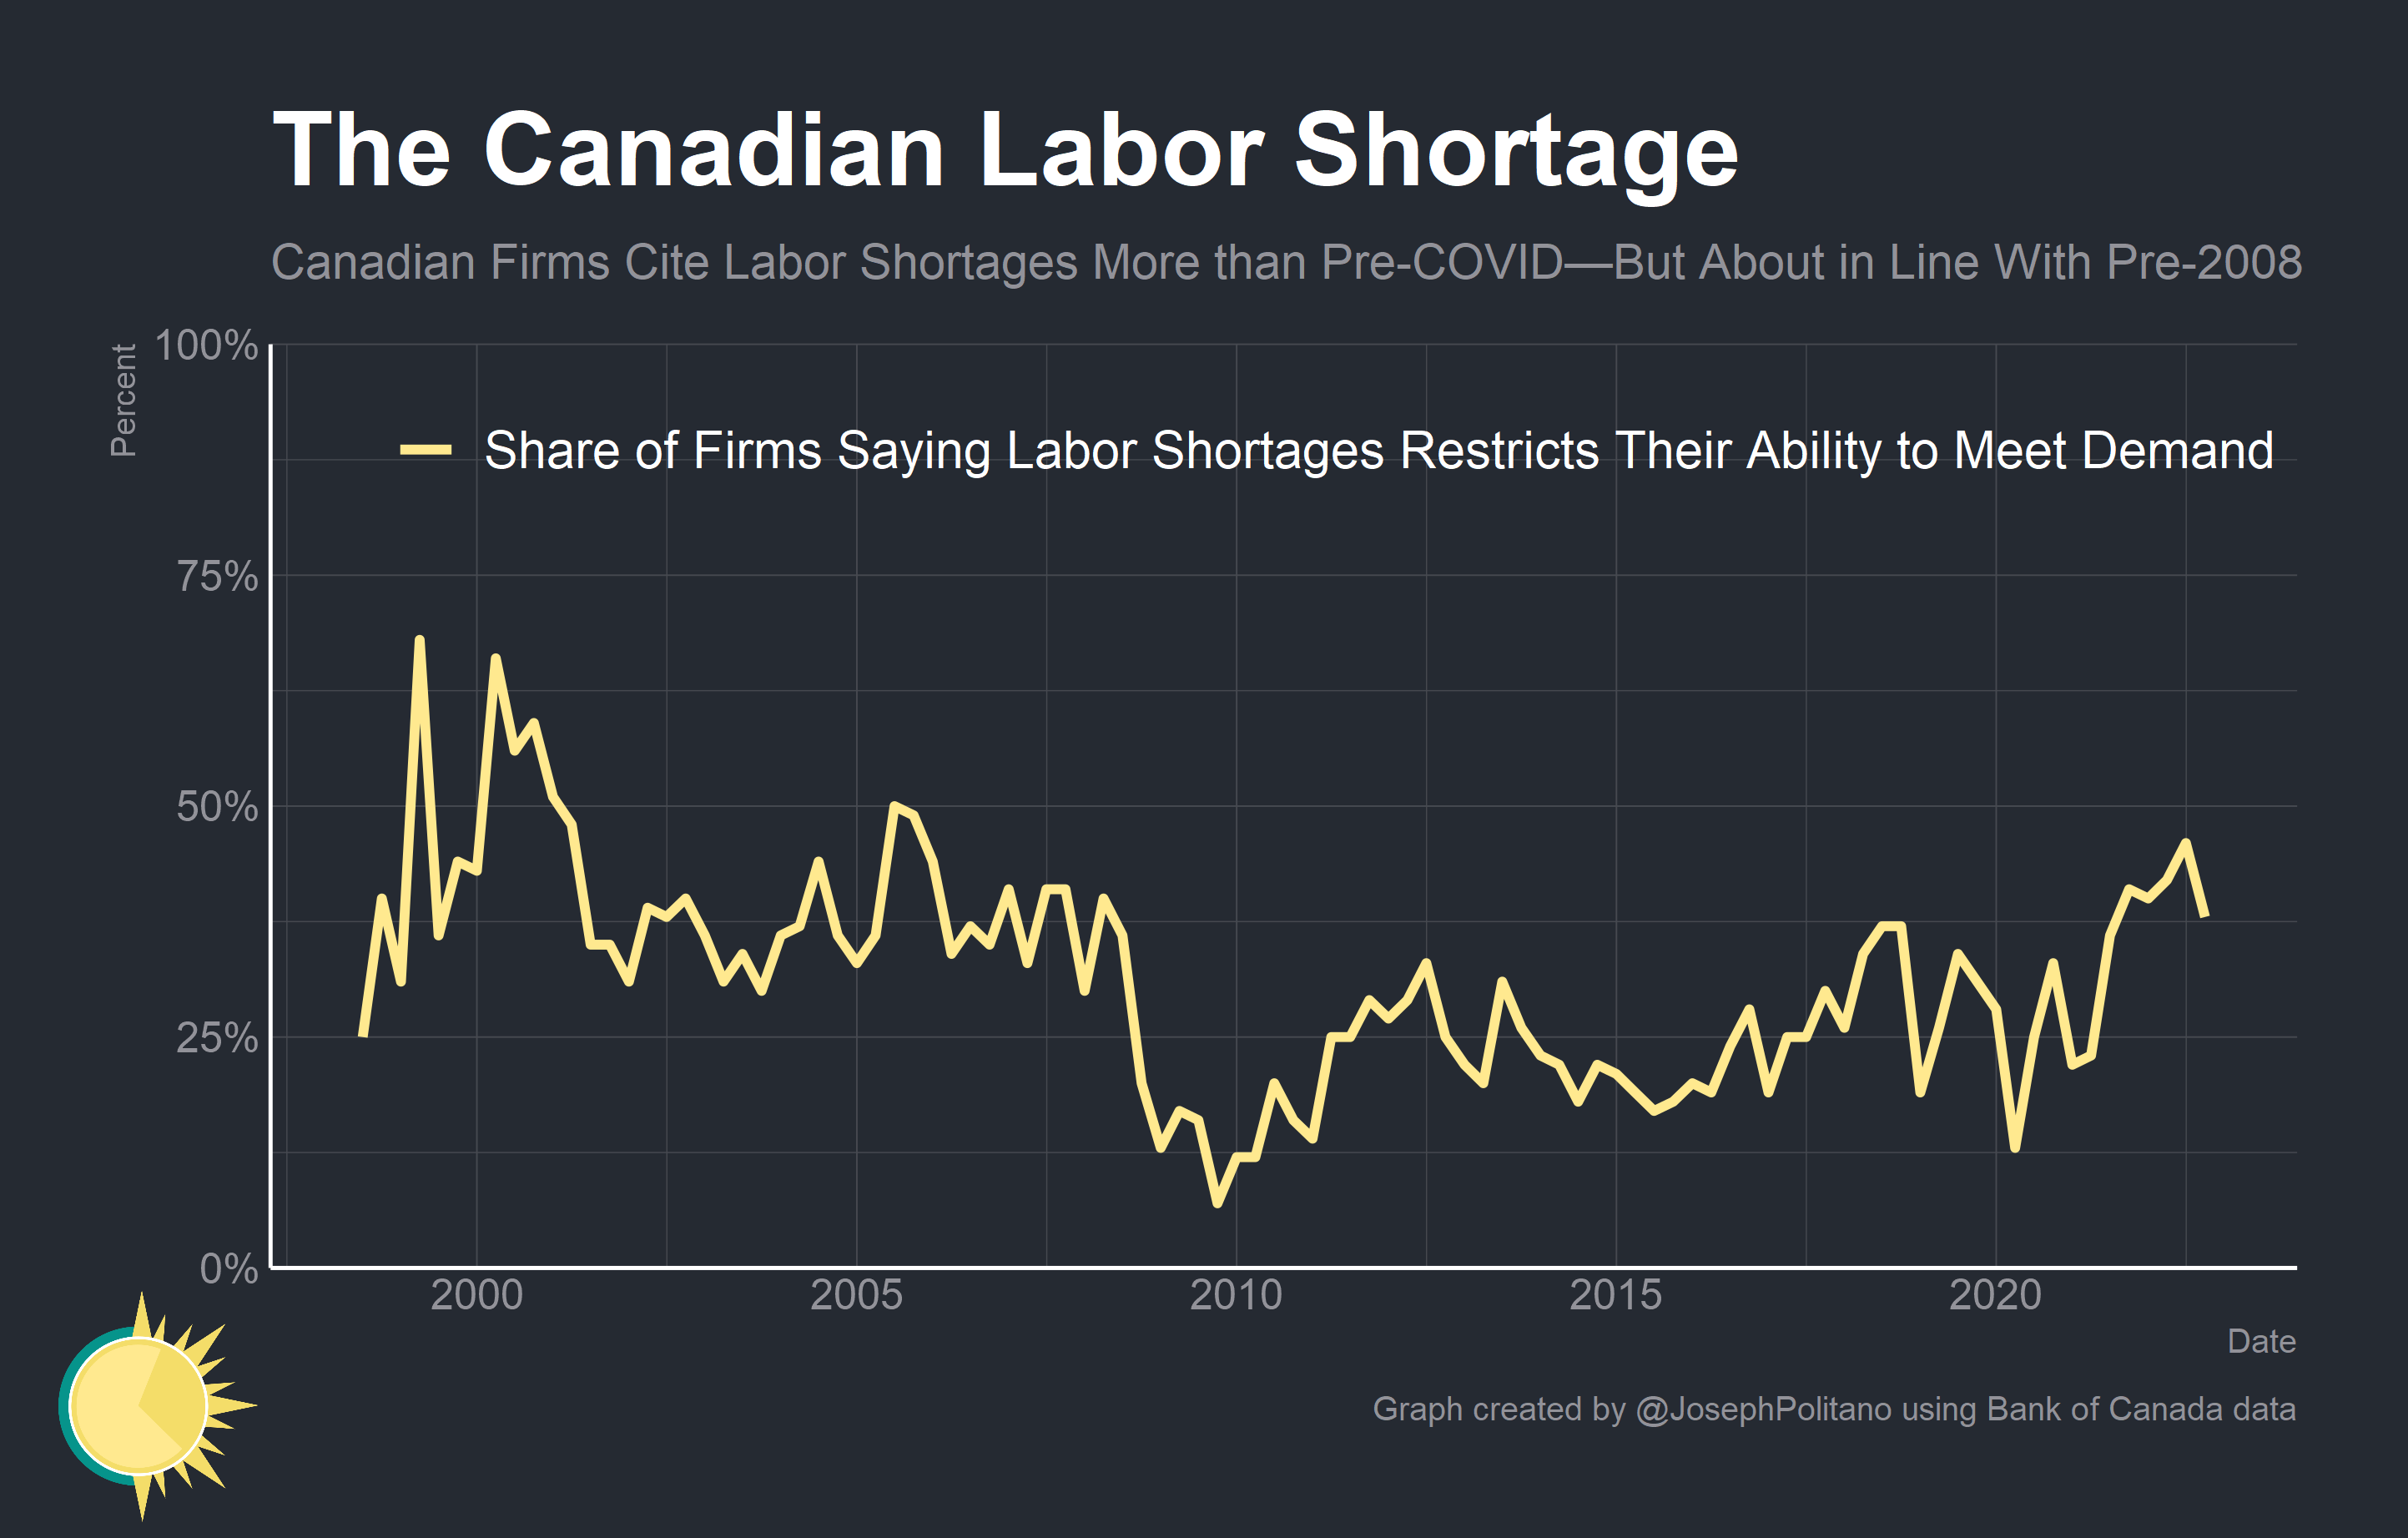 The Canadian Labor Shortage
Canadian Firms Cite Labor Shortages More than Pre-COVID—But About in Line With Pre-2008
Percent
100%
Share of Firms Saying Labor Shortages Restricts Their Ability to Meet Demand
75%
50%
25%
0%
2000 2005 2010 2015 2020
Date
Graph created by @JosephPolitano using Bank of Canada data